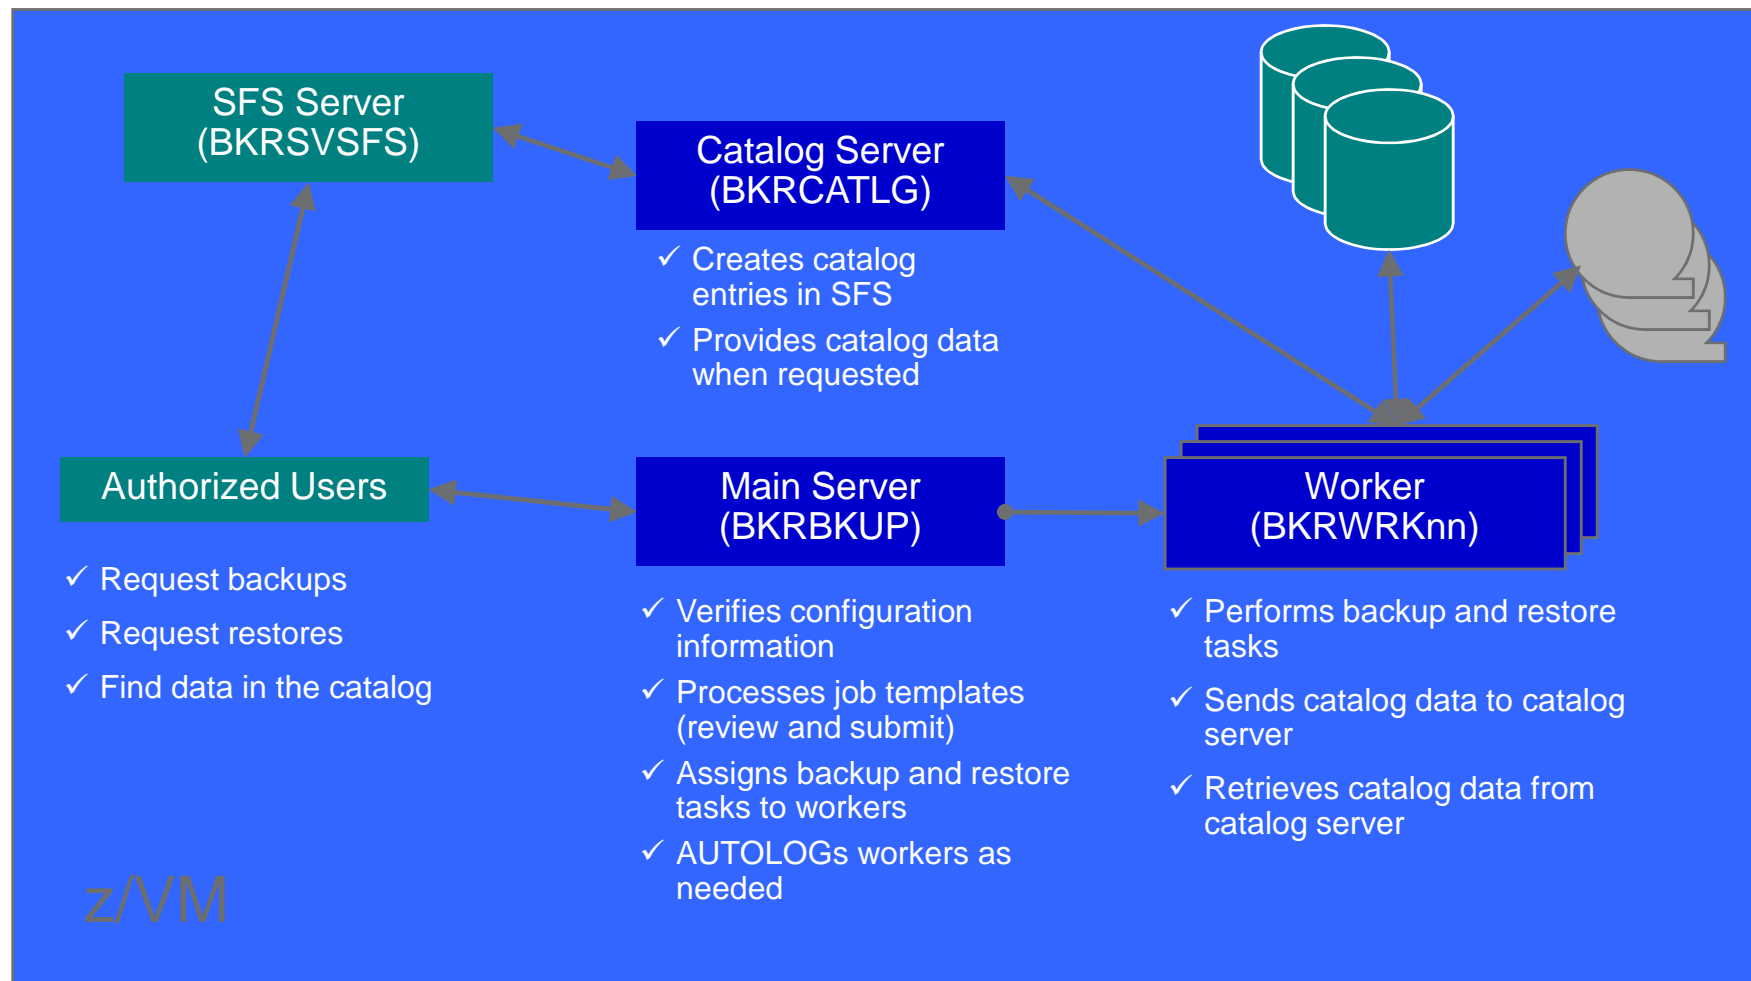 SFS Server
(BKRSVSFS)
Catalog Server
(BKRCATLG)
✓ Creates catalog
entries in SFS
✓ Provides catalog data
when requested
Authorized Users
✓ Request backups
✓ Request restores
✓ Find data in the catalog
Main Server
(BKRBKUP)
✓ Verifies configuration
information
✓ Processes job templates
(review and submit)
✓ Assigns backup and restore
tasks to workers
✓ AUTOLOGs workers as
needed
Worker
(BKRWRKnn)
✓ Performs backup and restore
tasks
✓ Sends catalog data to catalog
server
✓ Retrieves catalog data from
catalog server
z/VM